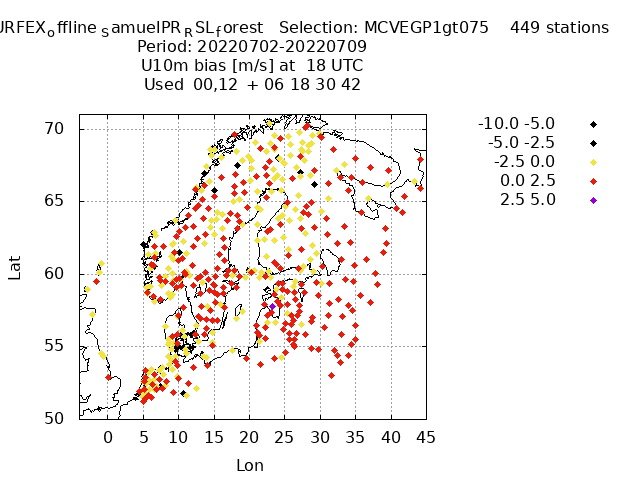 URFEXoffline SamuelPRRSLforest Selection: MCVEGP1gt075 449 stations
Period: 20220702-20220709
U10m bias [m/s] at 18 UTC
Used 00,12 + 06 18 30 42
-10.0 -5.0
-5.0 -2.5
-2.5 0.0
0.0 2.5
2.5 5.0
70
65
60
55
50
Lat
0 5 10 15 20 25 30 35 40 45
Lon